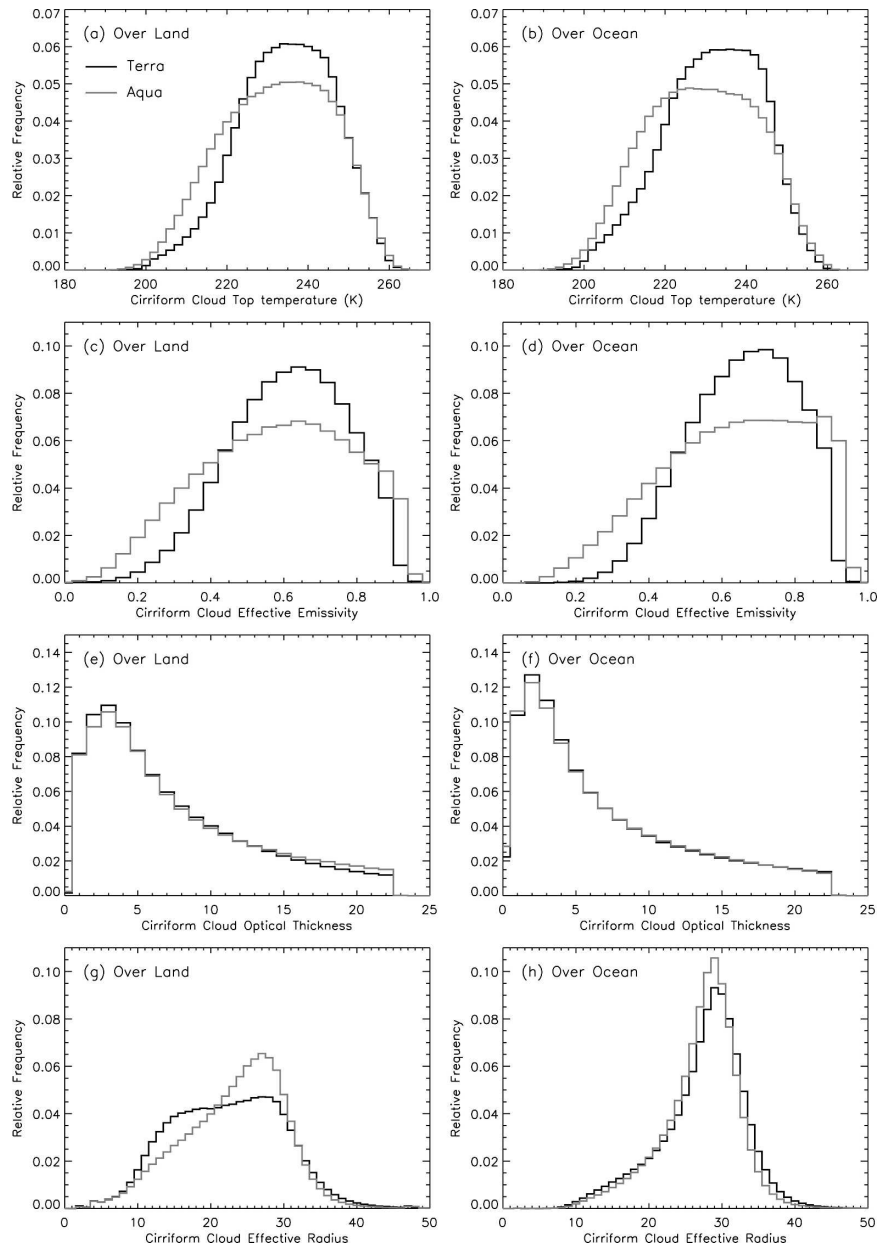 (a) Over Land
Terra
Aqua
Relative Frequency
0.07
0.06
0.05
0.04
0.03
0.02
0.01
0.00
180 200 220 240 260
Cirriform Cloud Top temperature (K)
(b) Over Ocean
Relative Frequency
0.07
0.06
0.05
0.04
0.03
0.02
0.01
0.00
180 200 220 240 260
Cirriform Cloud Top temperature (K)
(c) Over Land
Relative Frequency
0.10
0.08
0.06
0.04
0.02
0.00
0.0 0.2 0.4 0.6 0.8 1.0
Cirriform Cloud Effective Emissivity
(d) Over Ocean
Relative Frequency
0.10
0.08
0.06
0.04
0.02
0.00
0.0 0.2 0.4 0.6 0.8 1.0
Cirriform Cloud Effective Emissivity
(e) Over Land
Relative Frequency
0.14
0.12
0.10
0.08
0.06
0.04
0.02
0.00
0 5 10 15 20 25
Cirriform Cloud Optical Thickness
(f) Over Ocean
Relative Frequency
0.14
0.12
0.10
0.08
0.06
0.04
0.02
0.00
0 5 10 15 20 25
Cirriform Cloud Optical Thickness
(g) Over Land
Relative Frequency
0.10
0.08
0.06
0.04
0.02
0.00
0 10 20 30 40 50
Cirriform Cloud Effective Radius
(h) Over Ocean
Relative Frequency
0.10
0.08
0.06
0.04
0.02
0.00
0 10 20 30 40 50
Cirriform Cloud Effective Radius